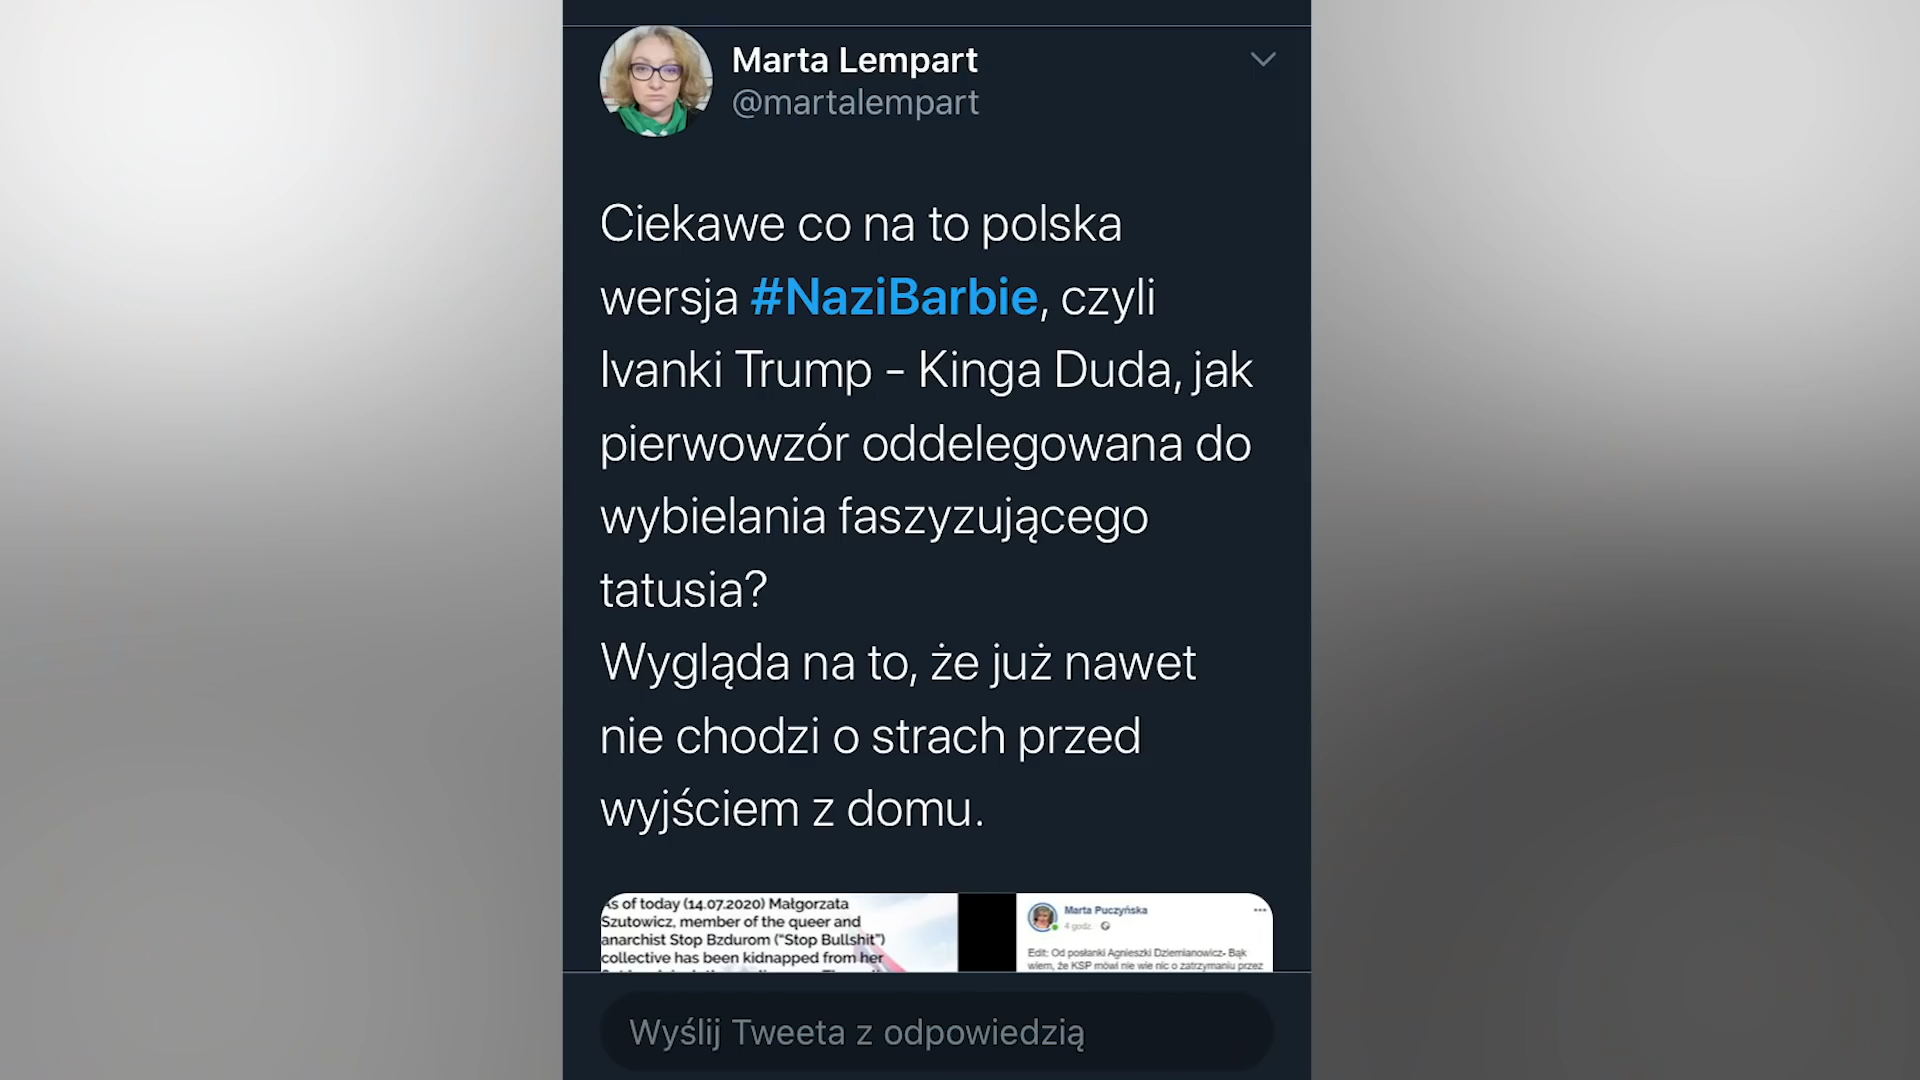 Marta Lempart
@martalempart
Ciekawe co na to polska
wersja #NaziBarbie, czyli
Ivanki Trump - Kinga Duda, jak
pierwowzór oddelegowana do
wybielania faszyzującego
tatusia?
Wygląda na to, że już nawet
nie chodzi o strach przed
wyjściem z domu.
As of today (14.07.2020) Małgorzata
Szutowicz, member of the queer and
anarchist Stop Bzdurom ("Stop Bullshit")
collective has been kidnapped from her
Marta Puczyńska
4 godz.
Edit: Od posłanki Agnieszki Dziemianowicz- Bąk
wiem, że KSP mówi nie wie nic o zatrzymaniu przez
Wyślij Tweeta z odpowiedzią